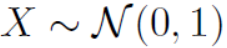 X ∼ 𝒩(0, 1)